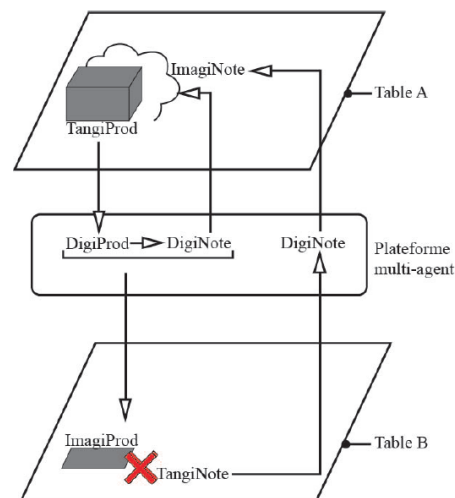 ImagiNote
Table A
TangiProd
DigiProd
DigiNote
DigiNote
Plateforme
multi-agent
ImagiProd
Table B
TangiNote